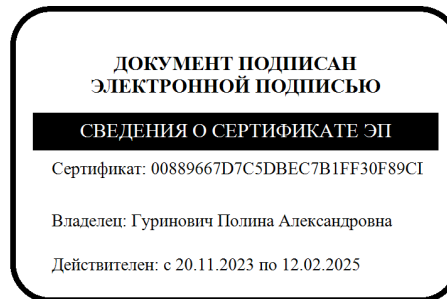 ДОКУМЕНТ ПОДПИСАН
ЭЛЕКТРОННОЙ ПОДПИСЬЮ
СВЕДЕНИЯ О СЕРТИФИКАТЕ ЭП
Сертификат: 00889667D7C5DBEC7B1FF30F89CI
Владелец: Гуринович Полина Александровна
Действителен: с 20.11.2023 по 12.02.2025